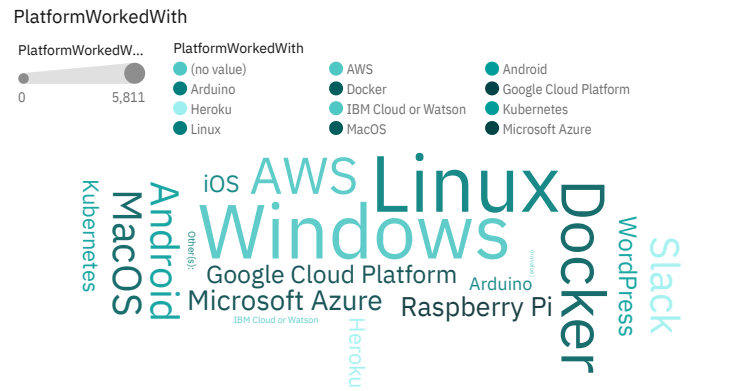 PlatformWorkedWith
PlatformWorkedW...
0 5,811
PlatformWorkedWith
(no value) AWS Android
Arduino Docker Google Cloud Platform
Heroku IBM Cloud or Watson Kubernetes
Linux MacOS Microsoft Azure
Kubernetes
MacOS
Android
iOS
AWS
Linux
Windows
Docker
Other(s):
(no value)
WordPress
Slack
Google Cloud Platform
Arduino
Microsoft Azure
Raspberry Pi
IBM Cloud or Watson
Heroku